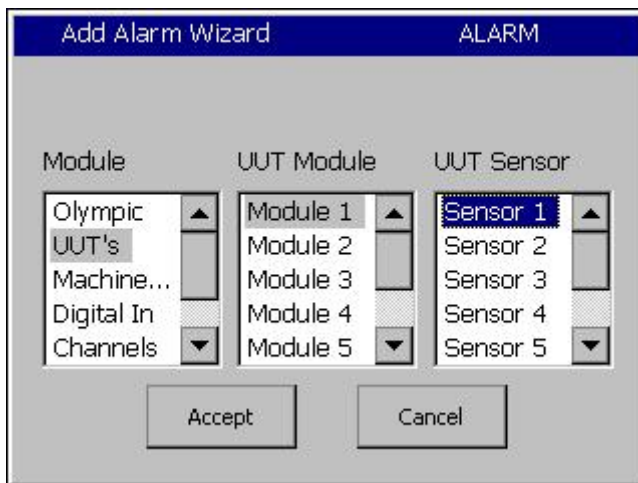 Add Alarm Wizard ALARM
Module UUT Module UUT Sensor
Olympic Module 1 Sensor 1
UUT's Module 2 Sensor 2
Machine... Module 3 Sensor 3
Digital In Module 4 Sensor 4
Channels Module 5 Sensor 5
Accept Cancel